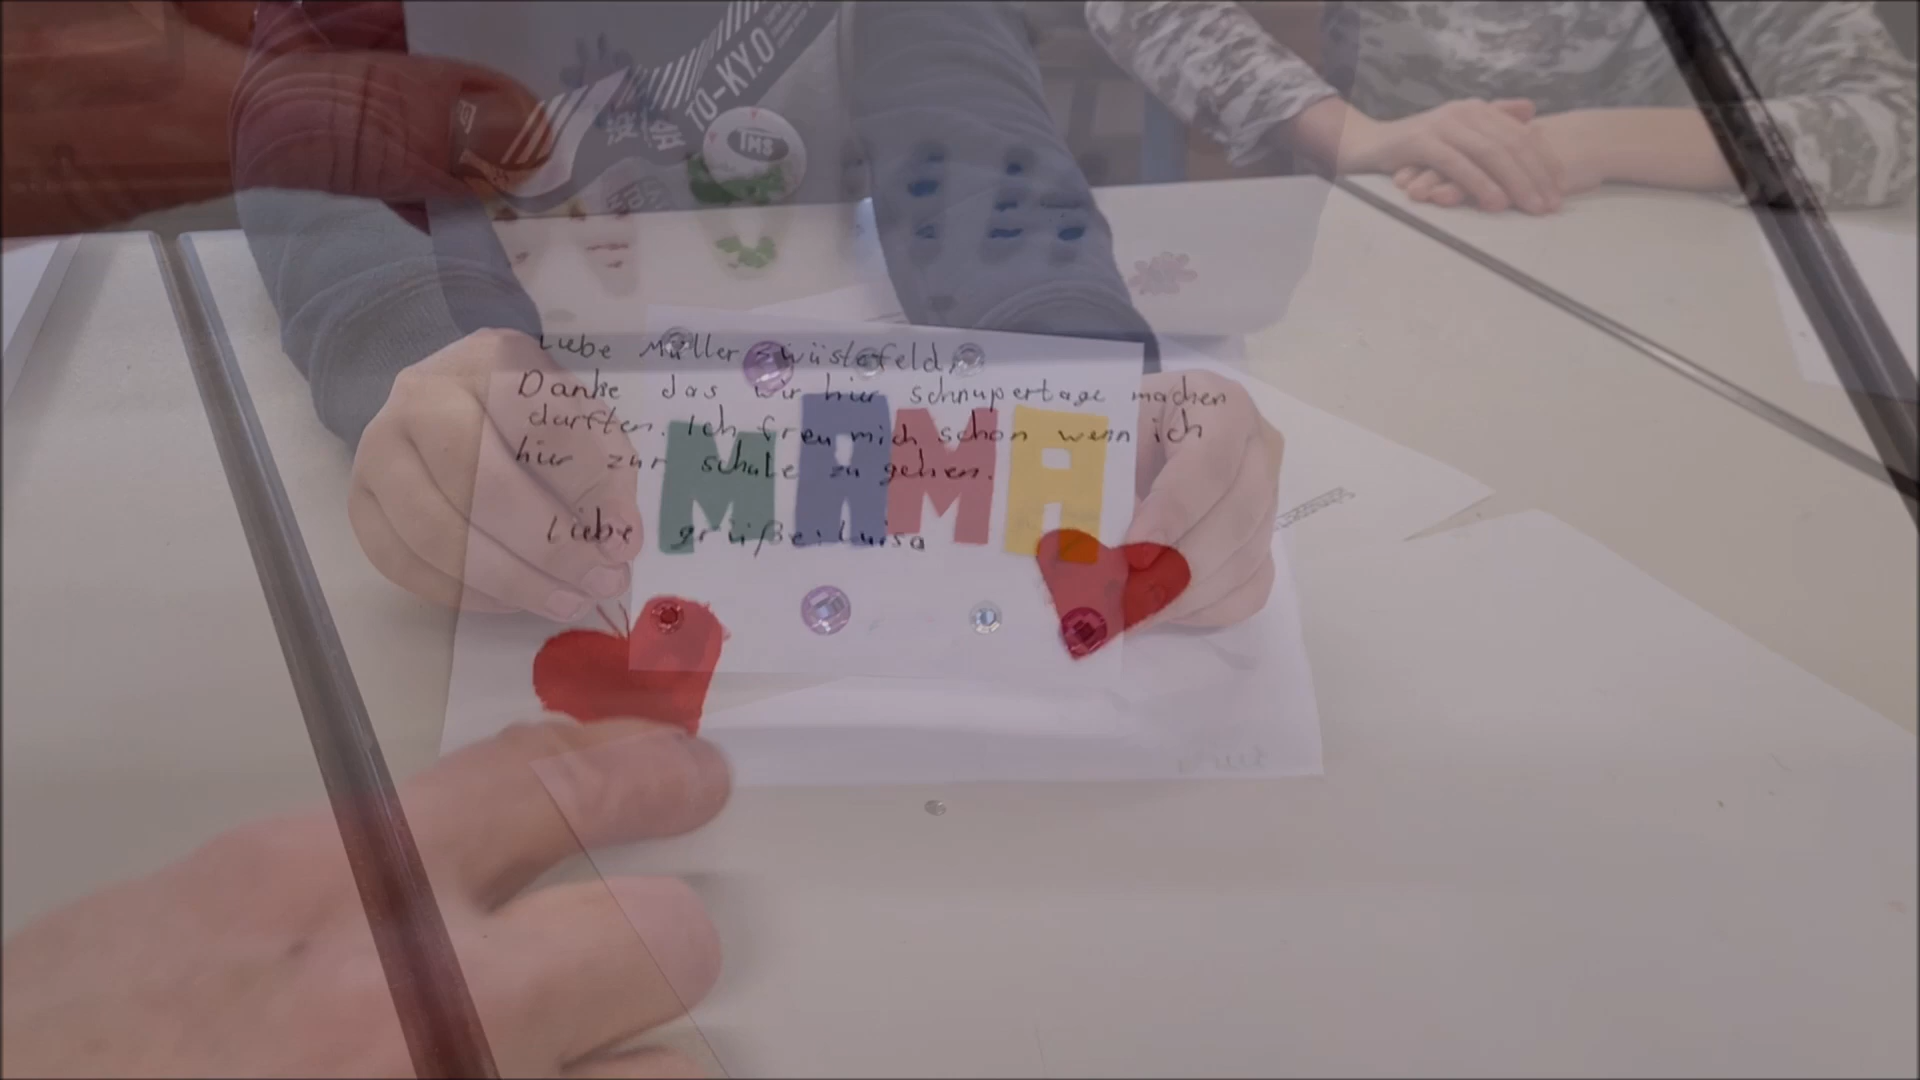 TO-KY.O
TMS
Liebe Müller-wüstefeld,
Danke das wir hier schnupertage machen
darften. Ich freu mich schon wenn ich
hier zur schule zu gehen.
MAMA
Liebe grüße: Luisa